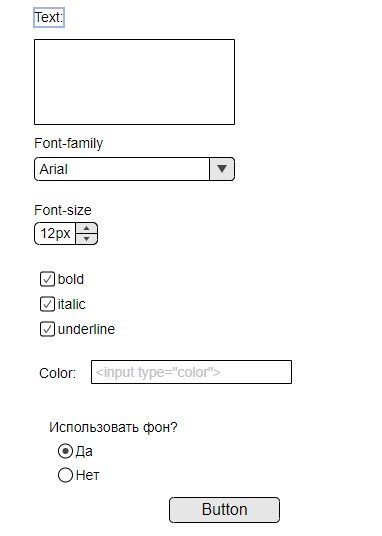 Text:
Font-family
Arial
Font-size
12px
bold
italic
underline
Color: <input type="color">
Использовать фон?
Да
Нет
Button